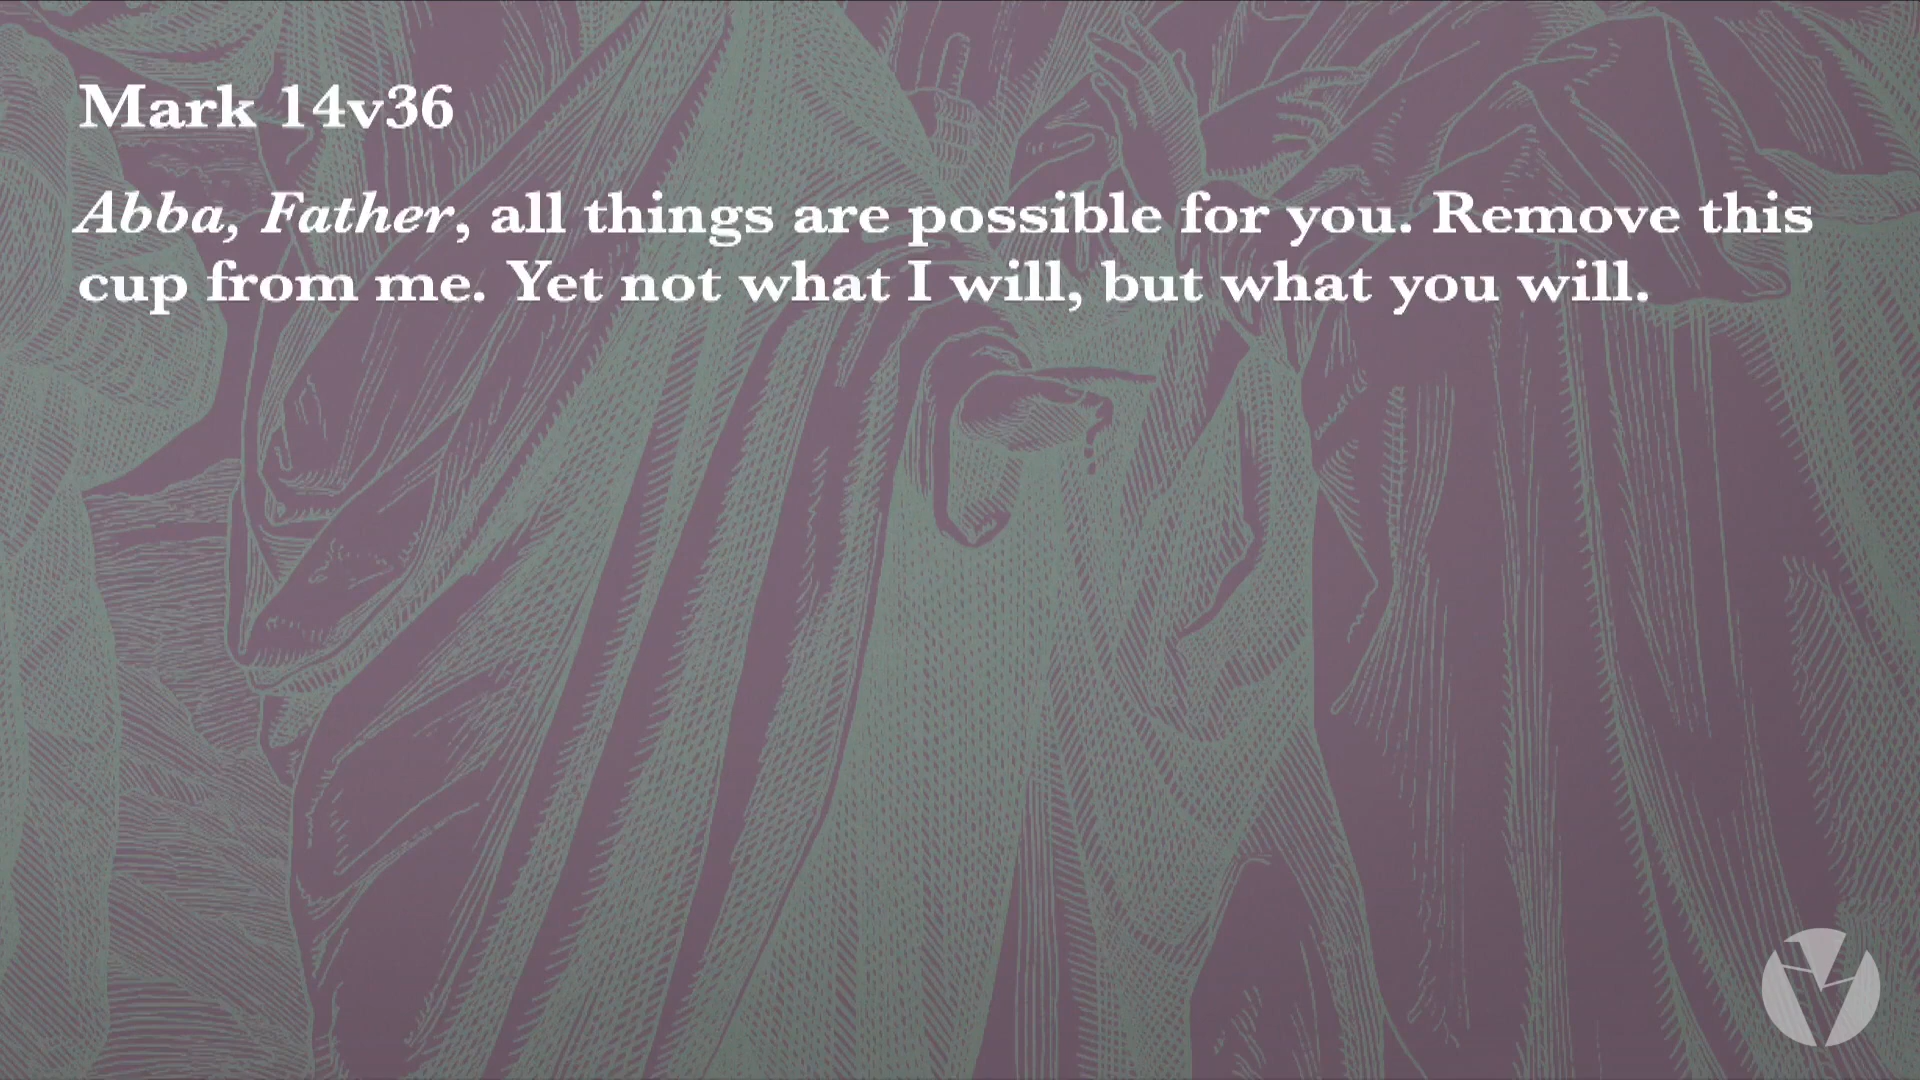 Mark 14v36
Abba, Father, all things are possible for you. Remove this
cup from me. Yet not what I will, but what you will.